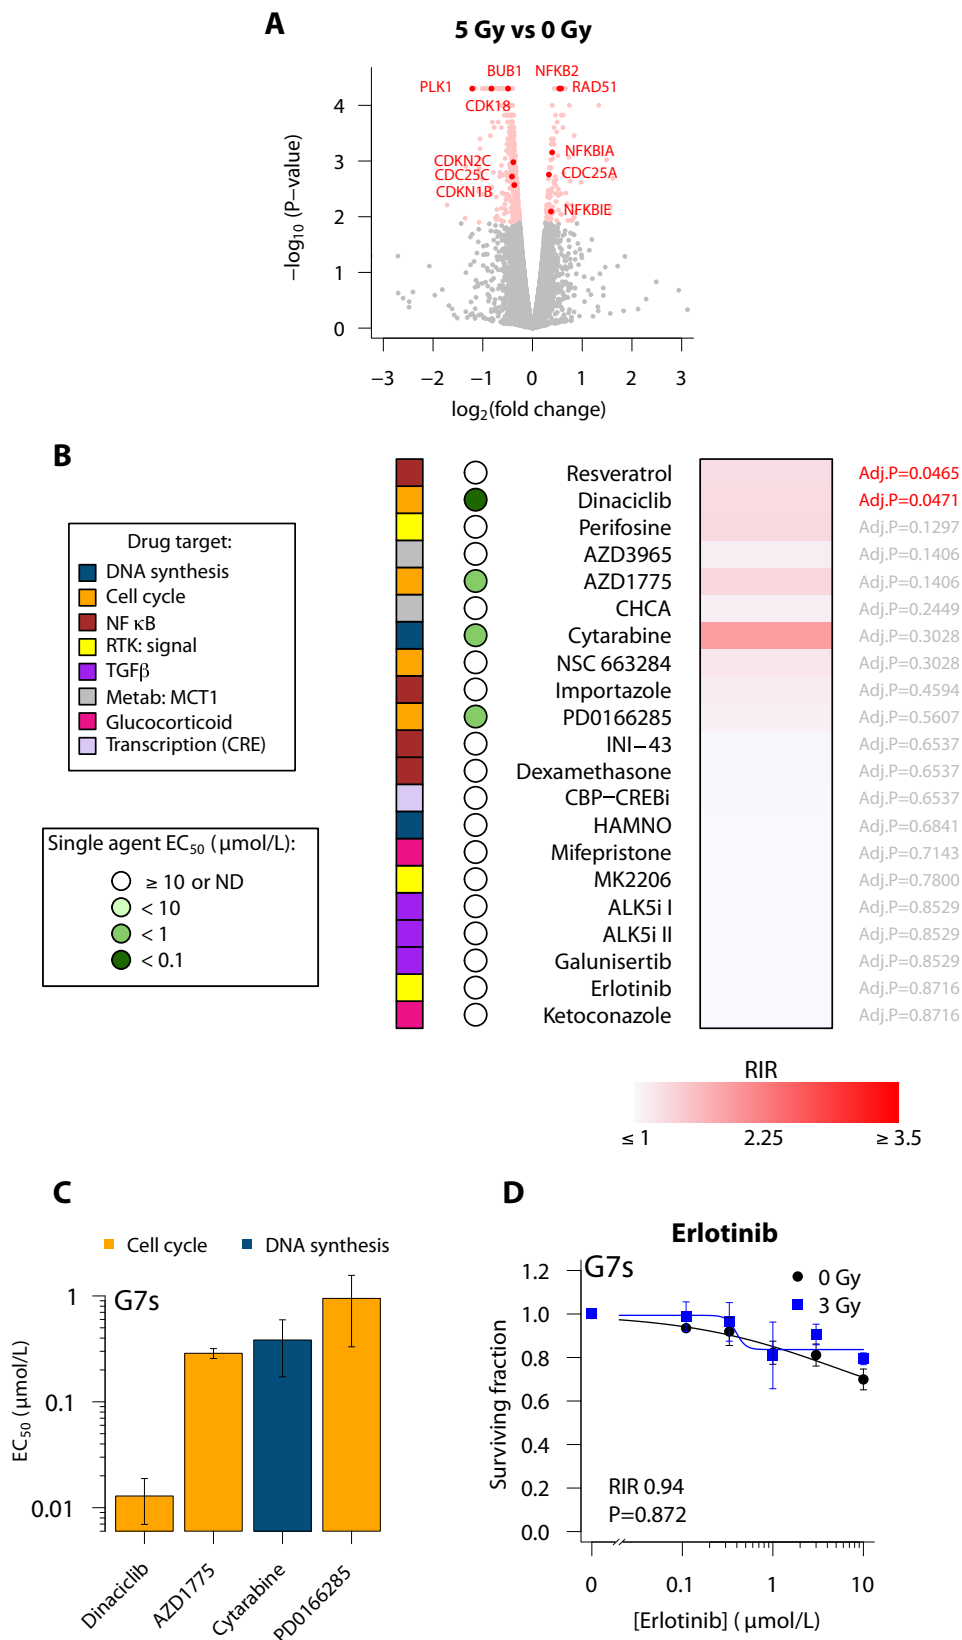 A
5 Gy vs 0 Gy
PLK1
BUB1
NFKB2
RAD51
CDK18
NFKBIA
CDKN2C
CDC25C
CDC25A
CDKN1B
NFKBIE
−log10 (P−value)
4
3
2
1
0
−3 −2 −1 0 1 2 3
log2(fold change)
B
Drug target:
DNA synthesis
Cell cycle
NF κB
RTK: signal
TGFβ
Metab: MCT1
Glucocorticoid
Transcription (CRE)
Single agent EC50 (μmol/L):
≥ 10 or ND
< 10
< 1
< 0.1
Resveratrol Adj.P=0.0465
Dinaciclib Adj.P=0.0471
Perifosine Adj.P=0.1297
AZD3965 Adj.P=0.1406
AZD1775 Adj.P=0.1406
CHCA Adj.P=0.2449
Cytarabine Adj.P=0.3028
NSC 663284 Adj.P=0.3028
Importazole Adj.P=0.4594
PD0166285 Adj.P=0.5607
INI−43 Adj.P=0.6537
Dexamethasone Adj.P=0.6537
CBP−CREBi Adj.P=0.6537
HAMNO Adj.P=0.6841
Mifepristone Adj.P=0.7143
MK2206 Adj.P=0.7800
ALK5i I Adj.P=0.8529
ALK5i II Adj.P=0.8529
Galunisertib Adj.P=0.8529
Erlotinib Adj.P=0.8716
Ketoconazole Adj.P=0.8716
RIR
≤ 1 2.25 ≥ 3.5
C
Cell cycle DNA synthesis
G7s
EC50 (μmol/L)
1
0.1
0.01
Dinaciclib
AZD1775
Cytarabine
PD0166285
D
Erlotinib
G7s
0 Gy
3 Gy
Surviving fraction
1.2
1.0
0.8
0.6
0.4
0.2
0.0
RIR 0.94
P=0.872
0 0.1 1 10
[Erlotinib] ( μmol/L)